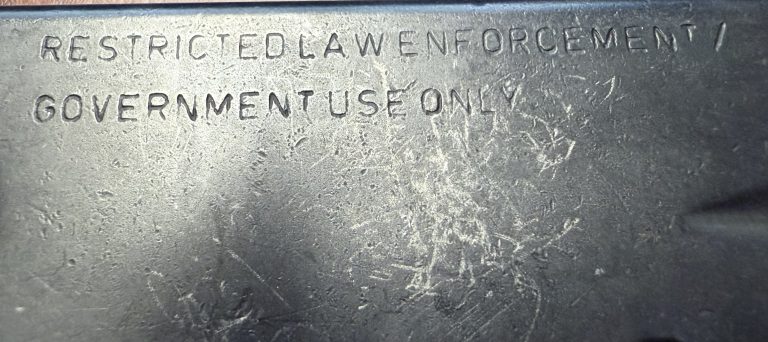 RESTRICTED LAW ENFORCEMENT /
GOVERNMENT USE ONLY